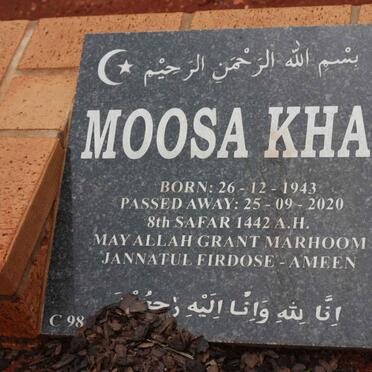 بِسْمِ اللهِ الرَّحْمَنِ الرَّحِيْمِ
MOOSA KHA
BORN: 26 - 12 - 1943
PASSED AWAY: 25 - 09 - 2020
8th SAFAR 1442 A.H.
MAY ALLAH GRANT MARHOOM
JANNATUL FIRDOSE - AMEEN
اِنَّا لِلّٰهِ وَاِنَّا اِلَيْهِ رٰجِعُوْنَ
C 98